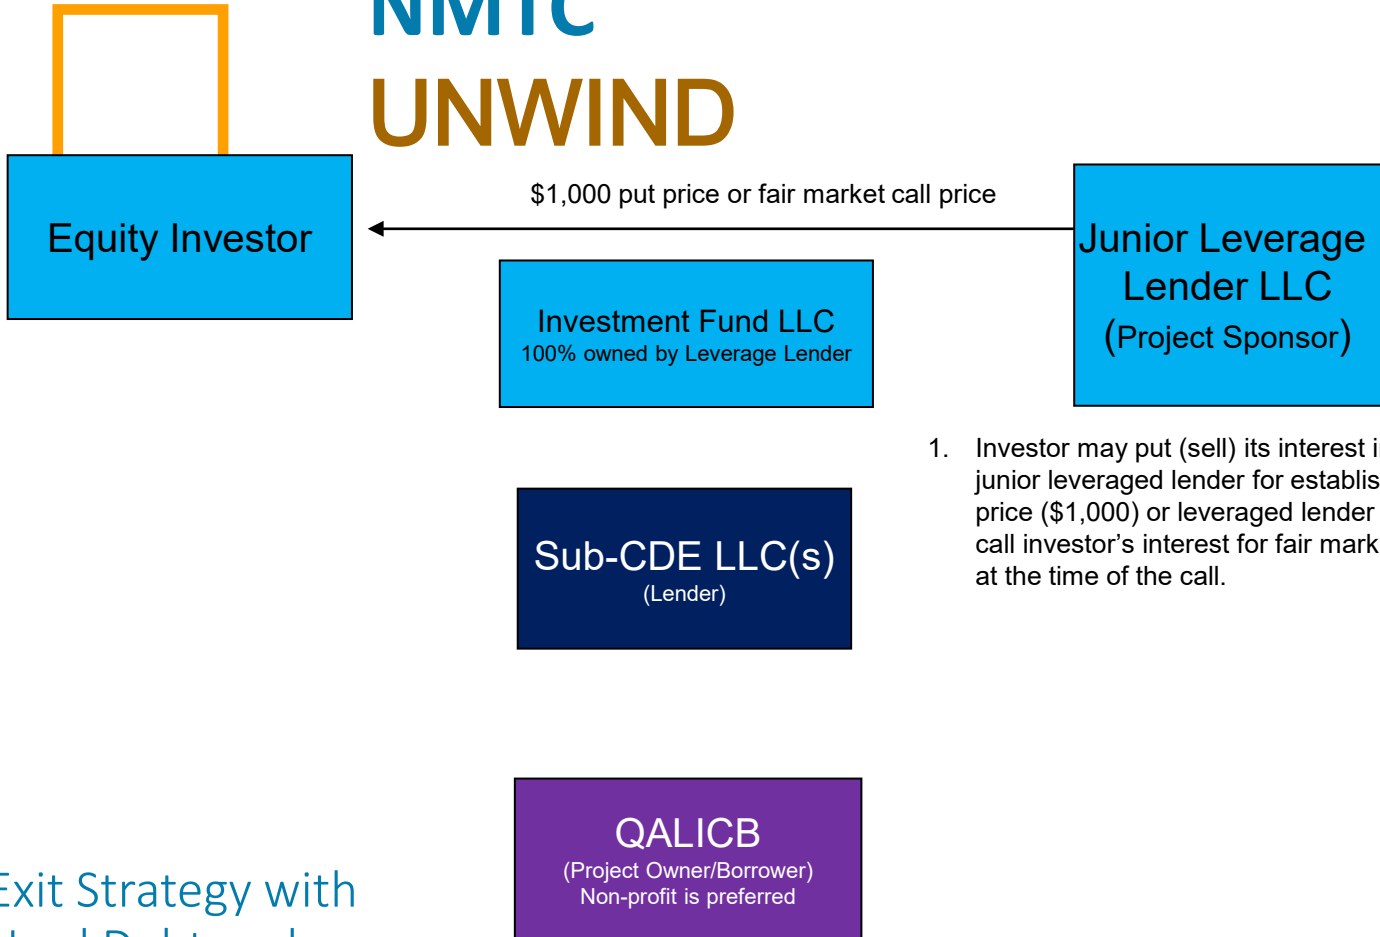 NMTC
UNWIND
$1,000 put price or fair market call price
Equity Investor
Junior Leverage
Lender LLC
(Project Sponsor)
Investment Fund LLC
100% owned by Leverage Lender
1. Investor may put (sell) its interest
junior leveraged lender for
price ($1,000) or leveraged lender
call investor’s interest for fair
at the time of the call.
Sub-CDE LLC(s)
(Lender)
QALICB
(Project Owner/Borrower)
Non-profit is preferred
Exit Strategy with